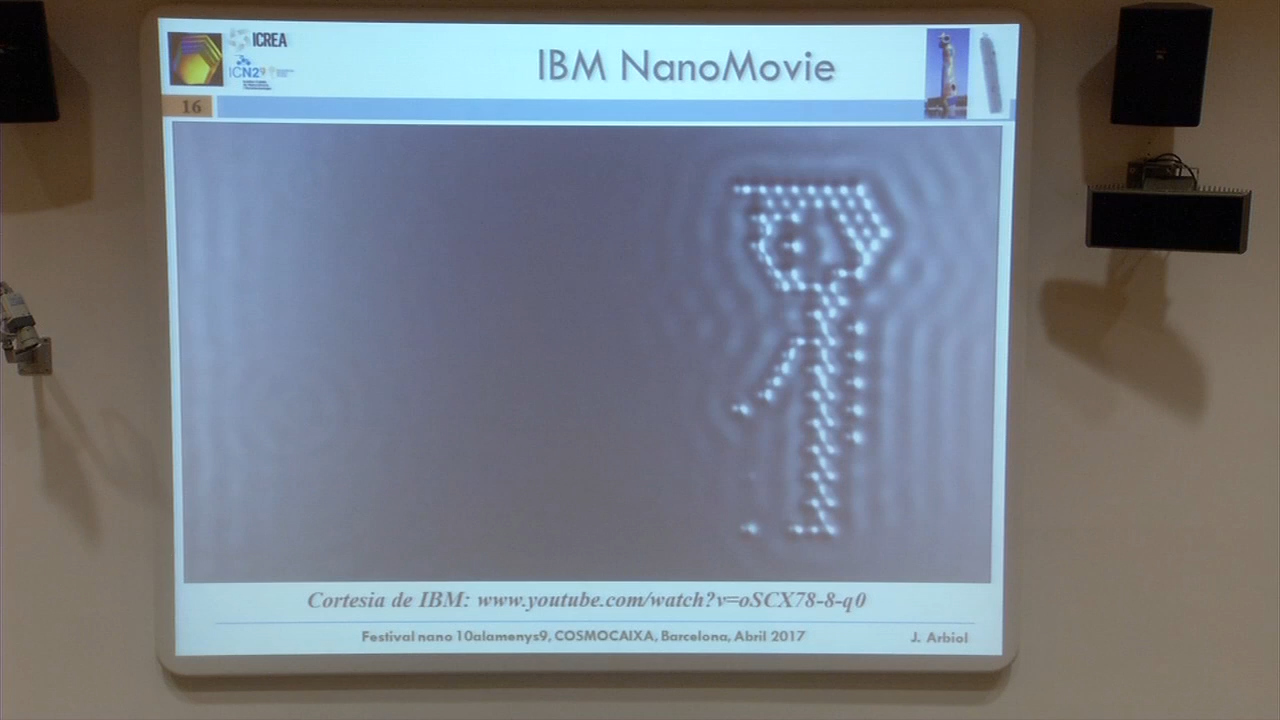 ICREA
ICN2
IBM NanoMovie
16
Cortesia de IBM: www.youtube.com/watch?v=oSCX78-8-q0
Festival nano 10alamenys9, COSMOCAIXA, Barcelona, Abril 2017
J. Arbiol